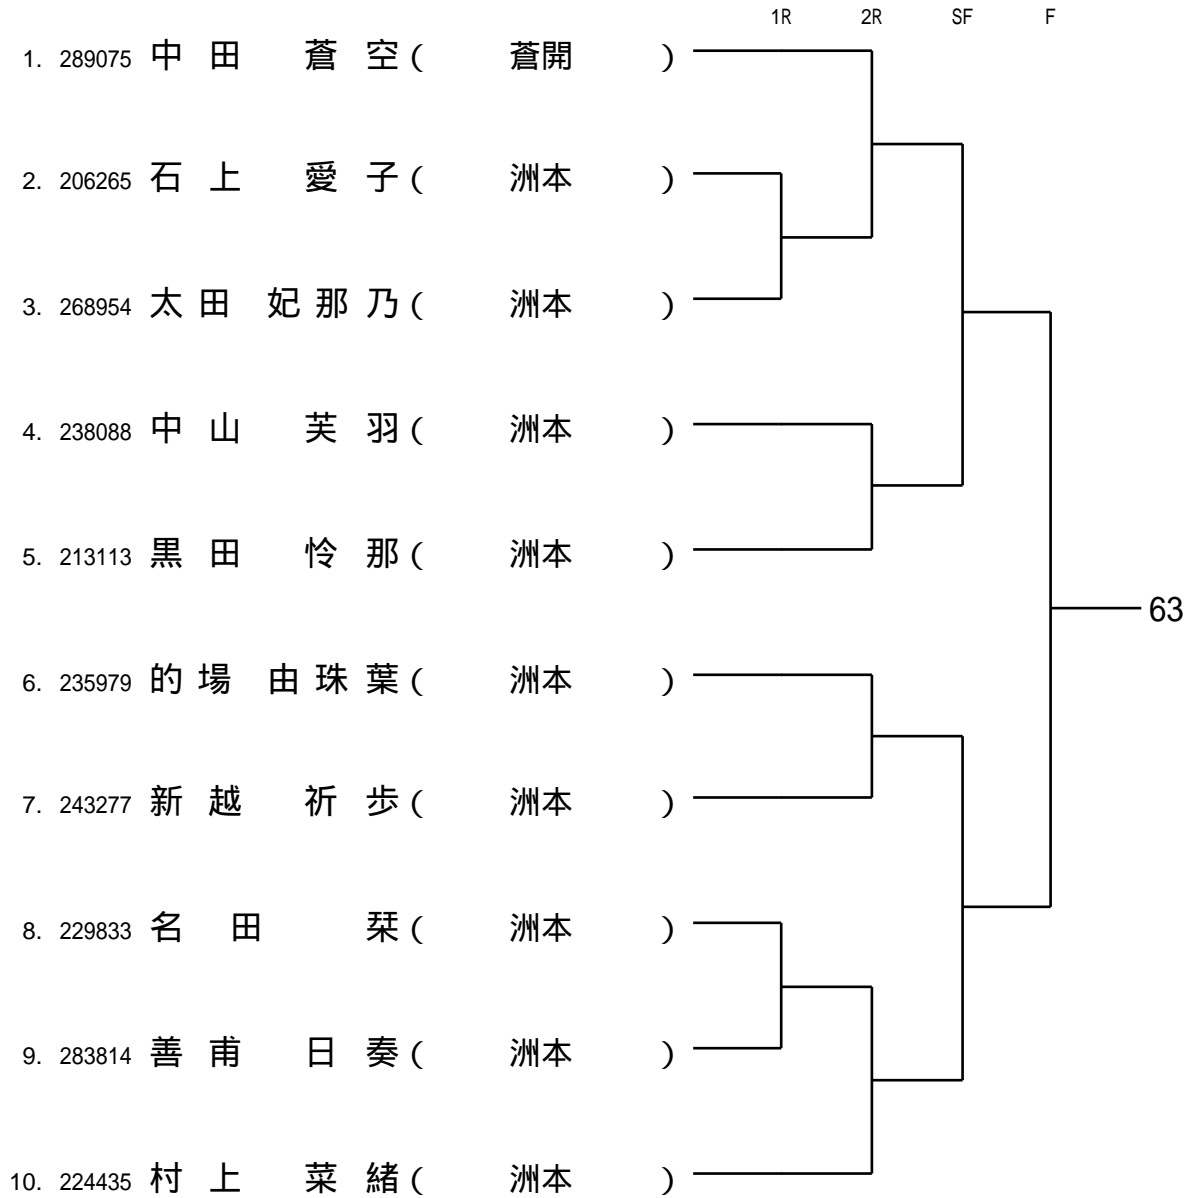 1R 2R SF F
1. 289075 中田 蒼空 ( 蒼開 )
2. 206265 石上 愛子 ( 洲本 )
3. 268954 太田 妃那乃 ( 洲本 )
4. 238088 中山 芙羽 ( 洲本 )
5. 213113 黒田 怜那 ( 洲本 )
63
6. 235979 的場 由珠葉 ( 洲本 )
7. 243277 新越 祈歩 ( 洲本 )
8. 229833 名田 栞 ( 洲本 )
9. 283814 善甫 日奏 ( 洲本 )
10. 224435 村上 菜緒 ( 洲本 )